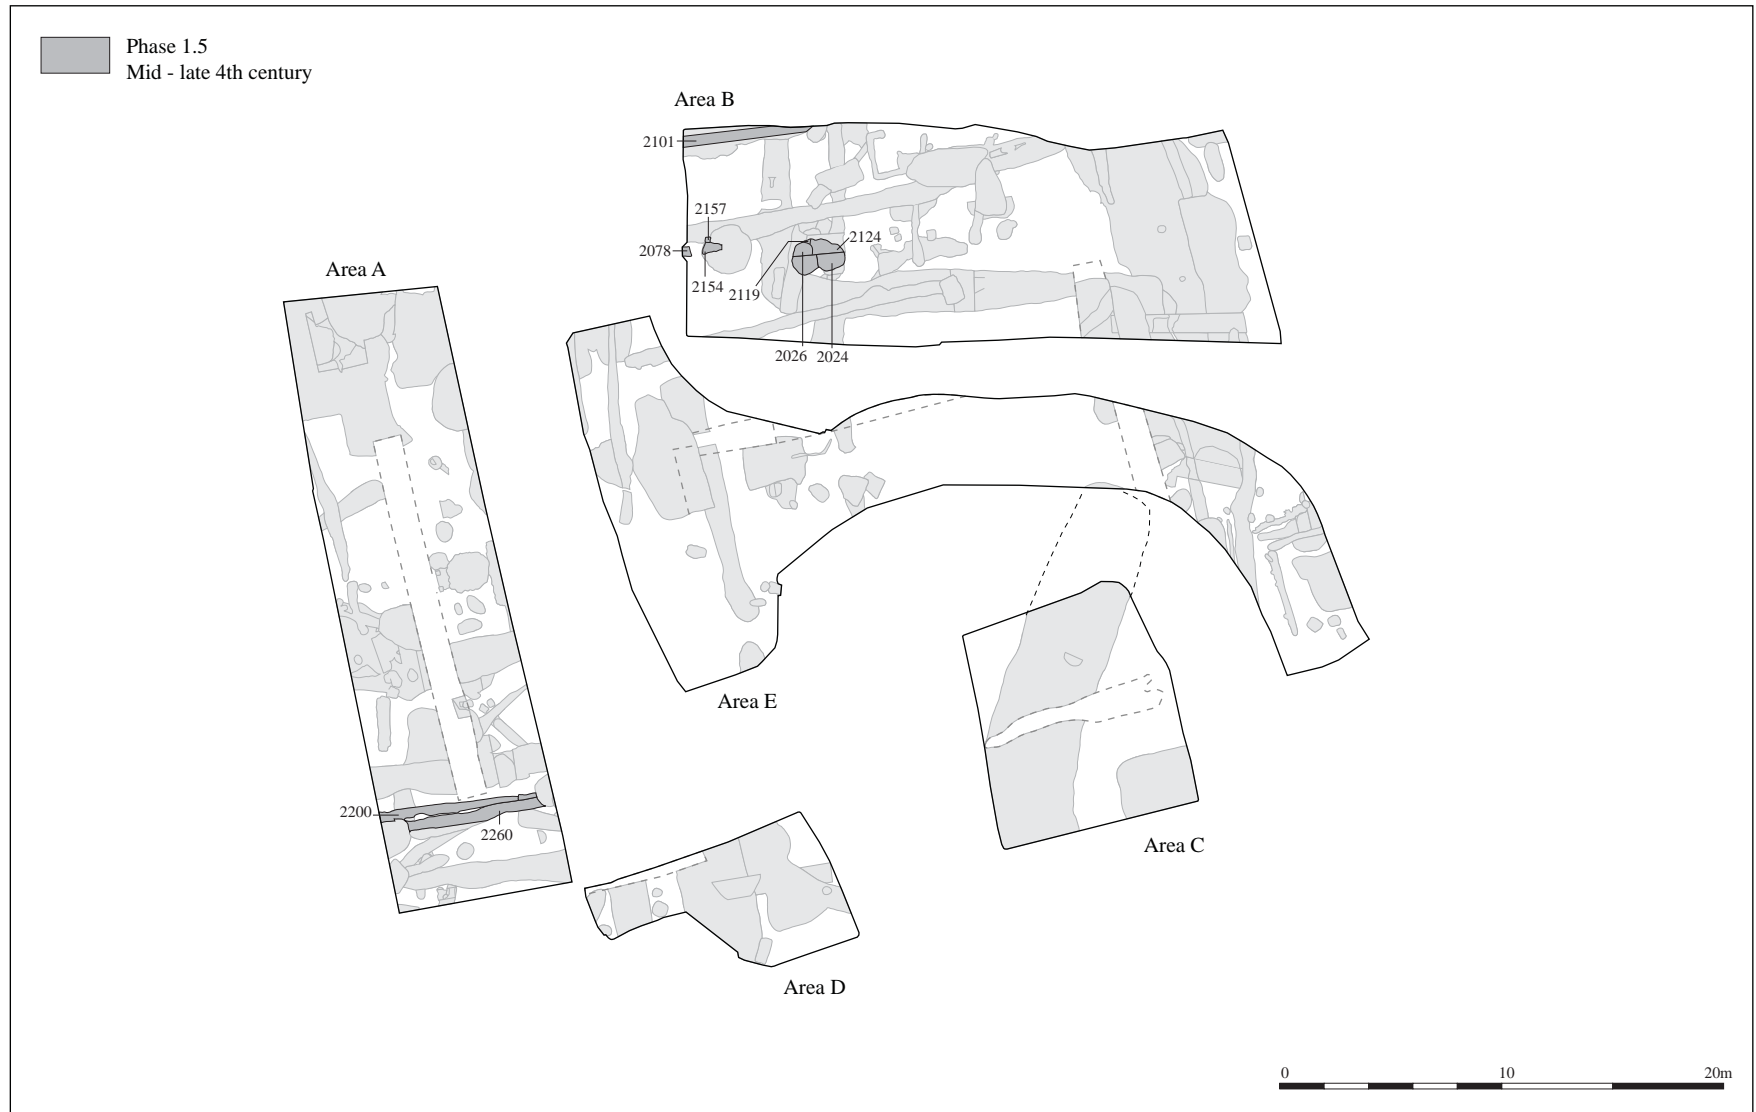 Phase 1.5
Mid - late 4th century
Area B
2101
2157
2078
2124
2154
2119
Area A
2026
2024
Area E
2200
2260
Area C
Area D
0
10
20m